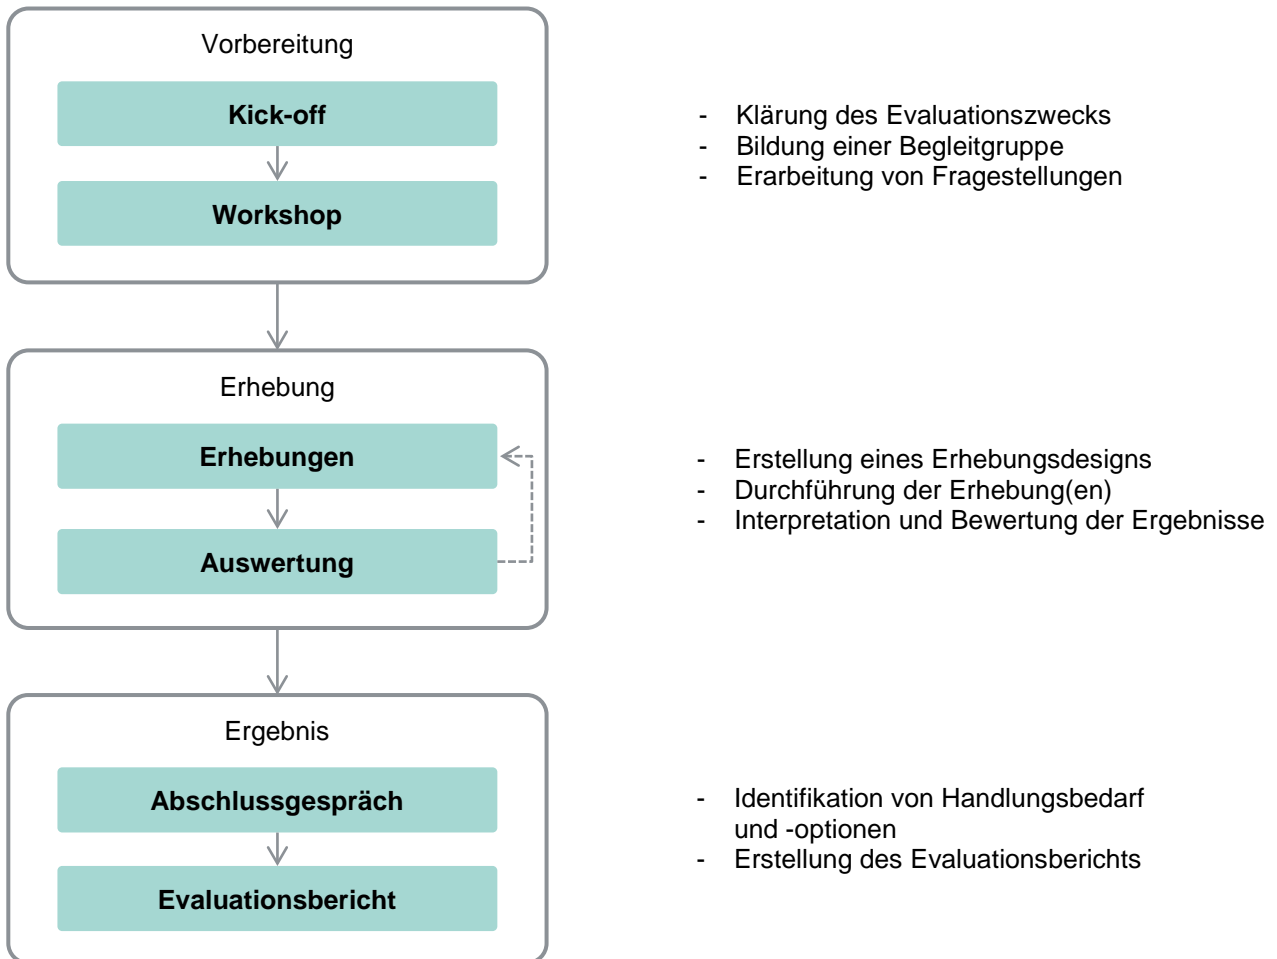 Vorbereitung
Kick-off
Workshop
- Klärung des Evaluationszwecks
- Bildung einer Begleitgruppe
- Erarbeitung von Fragestellungen
Erhebung
Erhebungen
Auswertung
- Erstellung eines Erhebungsdesigns
- Durchführung der Erhebung(en)
- Interpretation und Bewertung der Ergebnisse
Ergebnis
Abschlussgespräch
Evaluationsbericht
- Identifikation von Handlungsbedarf
und -optionen
- Erstellung des Evaluationsberichts